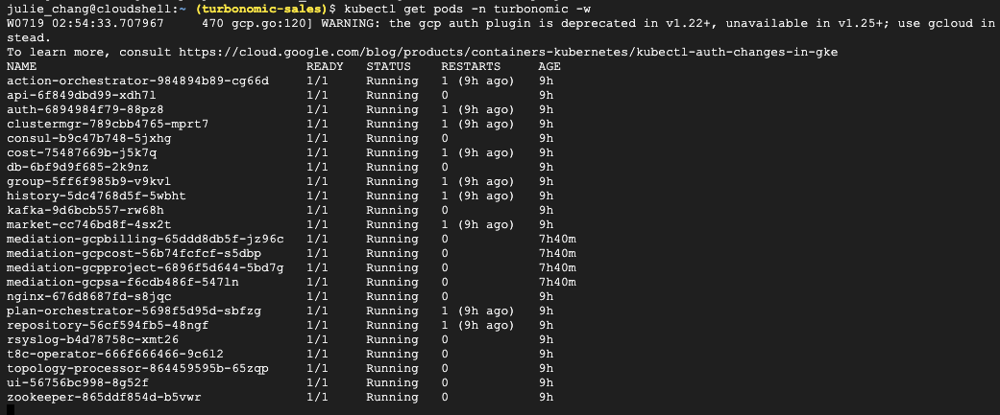 julie_chang@cloudshell:~ (turbonomic-sales)$ kubectl get pods -n turbonomic -w
W0719 02:54:33.707967     470 gcp.go:120] WARNING: the gcp auth plugin is deprecated in v1.22+, unavailable in v1.25+; use gcloud in
stead.
To learn more, consult https://cloud.google.com/blog/products/containers-kubernetes/kubectl-auth-changes-in-gke
NAME READY STATUS RESTARTS AGE
action-orchestrator-984894b89-cg66d 1/1 Running 1 (9h ago) 9h
api-6f849dbd99-xdh7l 1/1 Running 0 9h
auth-6894984f79-88pz8 1/1 Running 1 (9h ago) 9h
clustermgr-789cbb4765-mprt7 1/1 Running 1 (9h ago) 9h
consul-b9c47b748-5jxhg 1/1 Running 0 9h
cost-75487669b-j5k7q 1/1 Running 1 (9h ago) 9h
db-6bf9d9f685-2k9nz 1/1 Running 0 9h
group-5ff6f985b9-v9kvl 1/1 Running 1 (9h ago) 9h
history-5dc4768d5f-5wbht 1/1 Running 1 (9h ago) 9h
kafka-9d6bcb557-rw68h 1/1 Running 0 9h
market-cc746bd8f-4sx2t 1/1 Running 1 (9h ago) 9h
mediation-gcpbilling-65ddd8db5f-jz96c 1/1 Running 0 7h40m
mediation-gcpcost-56b74fcfcf-s5dbp 1/1 Running 0 7h40m
mediation-gcpproject-6896f5d644-5bd7g 1/1 Running 0 7h40m
mediation-gcpsa-f6cdb486f-547ln 1/1 Running 0 7h40m
nginx-676d8687fd-s8jqc 1/1 Running 0 9h
plan-orchestrator-5698f5d95d-sbfzg 1/1 Running 1 (9h ago) 9h
repository-56cf594fb5-48ngf 1/1 Running 1 (9h ago) 9h
rsyslog-b4d78758c-xmt26 1/1 Running 0 9h
t8c-operator-666f666466-9c6l2 1/1 Running 0 9h
topology-processor-864459595b-65zqp 1/1 Running 0 9h
ui-56756bc998-8g52f 1/1 Running 0 9h
zookeeper-865ddf854d-b5vwr 1/1 Running 0 9h